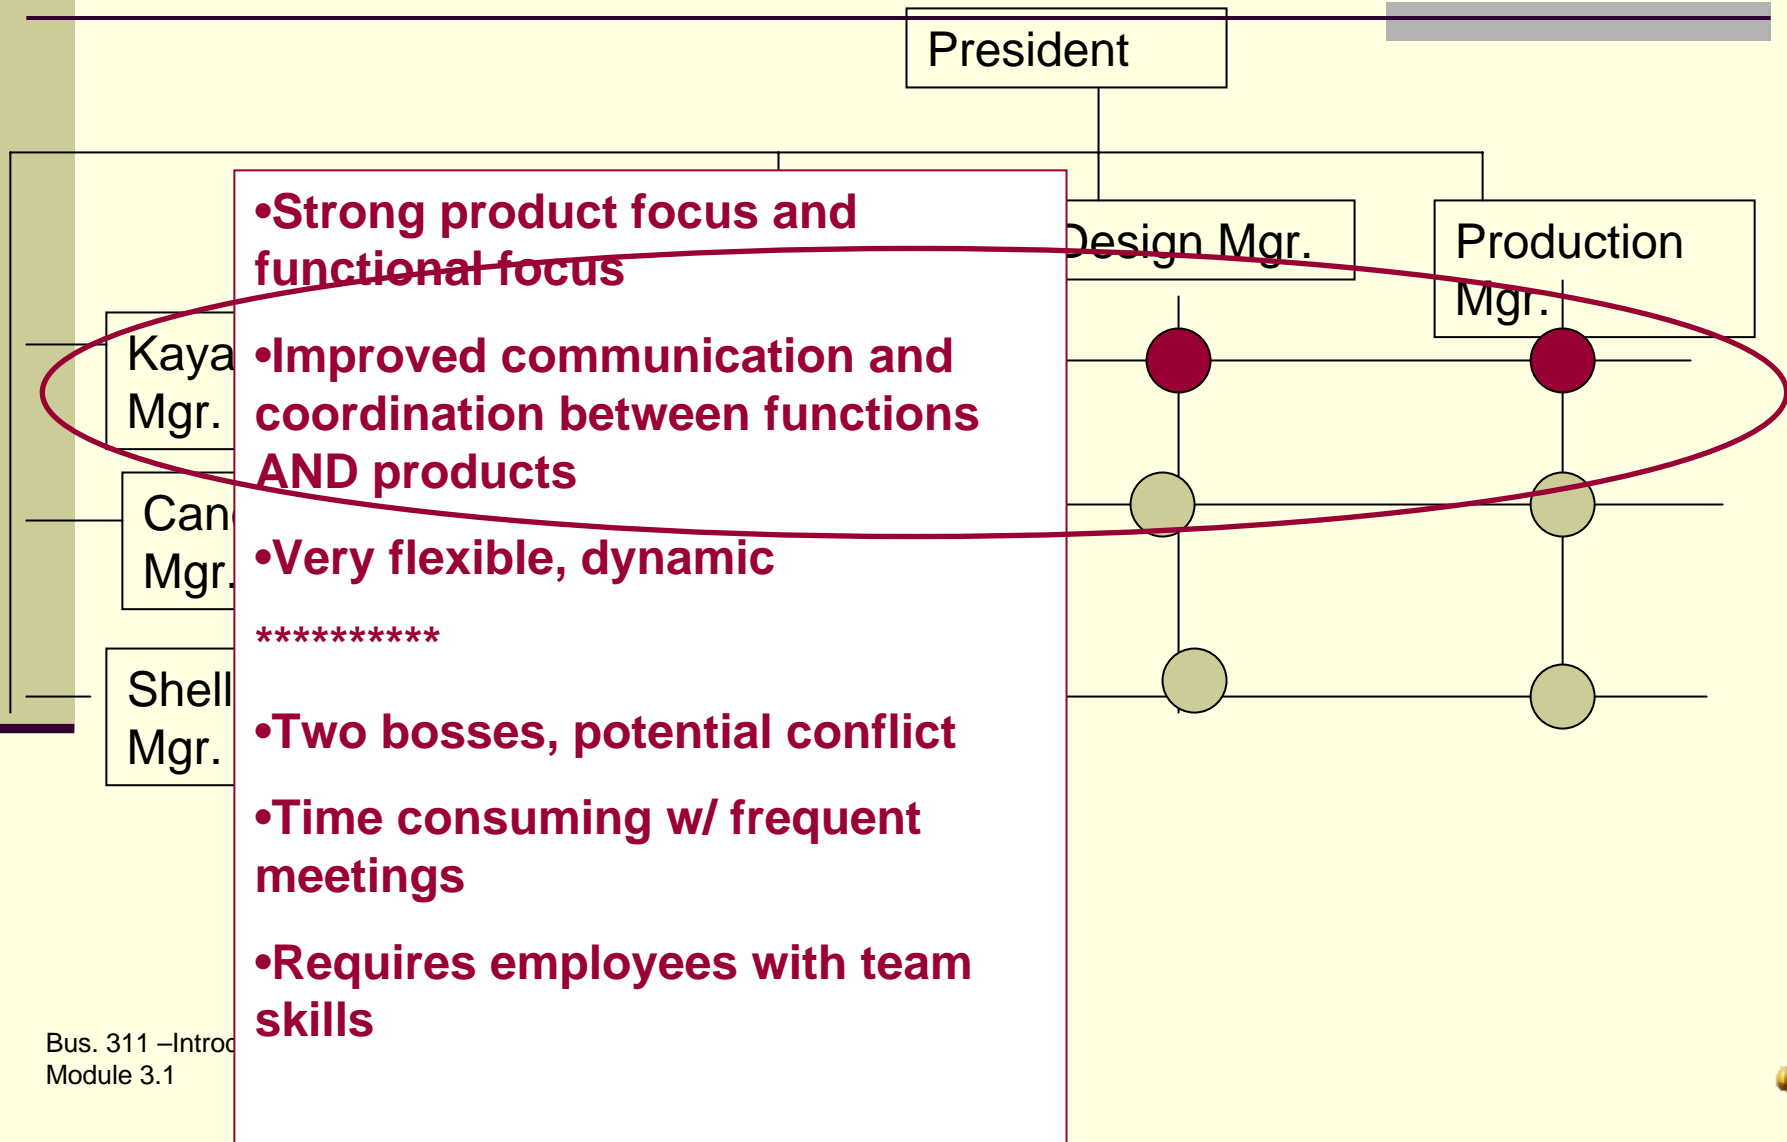 President
Design Mgr.
Production
Mgr.
Mgr.
Mgr.
Shell
Mgr.
•Strong product focus and
functional focus
•Improved communication and
coordination between functions
AND products
•Very flexible, dynamic
**********
•Two bosses, potential conflict
•Time consuming w/ frequent
meetings
•Requires employees with team
skills
Bus. 311 –
Module 3.1